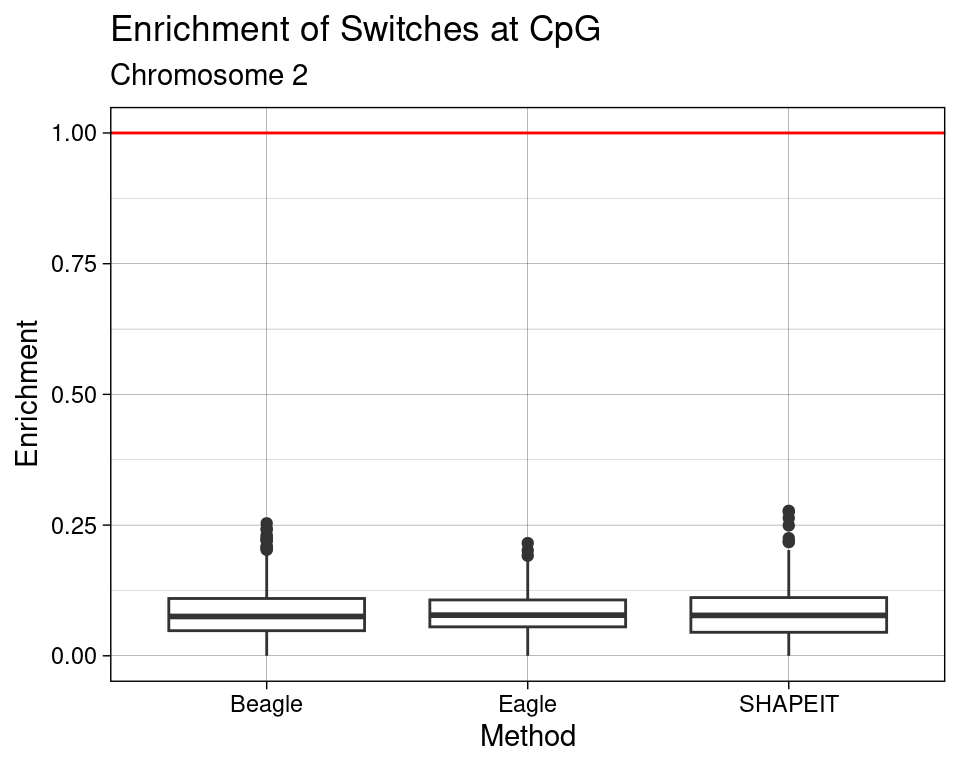 Enrichment of Switches at CpG
Chromosome 2
1.00
0.75
0.50
0.25
0.00
Enrichment
Beagle
Eagle
SHAPEIT
Method